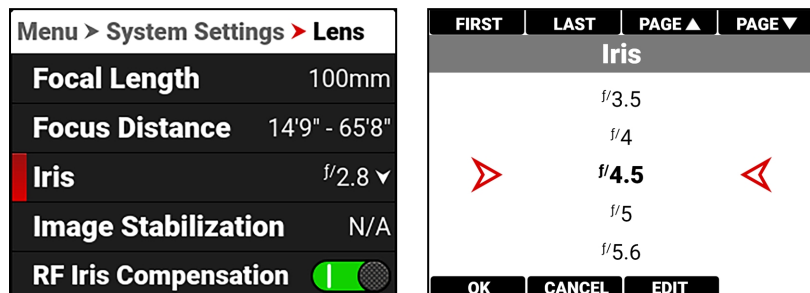 Menu > System Settings > Lens
Focal Length 100mm
Focus Distance 14'9" - 65'8"
Iris f/2.8
Image Stabilization N/A
RF Iris Compensation
FIRST LAST PAGE▲ PAGE▼
Iris
f/3.5
f/4
f/4.5
f/5
f/5.6
OK CANCEL EDIT